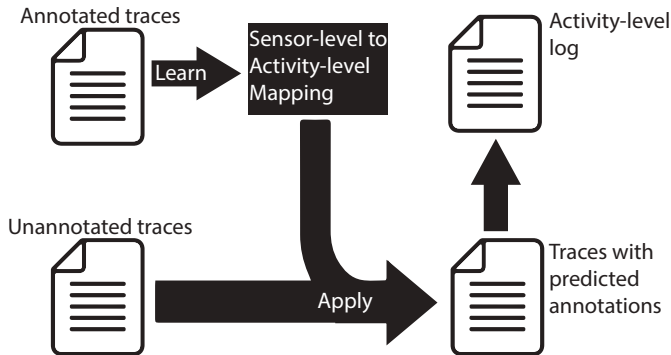 Annotated traces
Learn
Sensor-level to
Activity-level
Mapping
Activity-level
log
Unannotated traces
Apply
Traces with
predicted
annotations